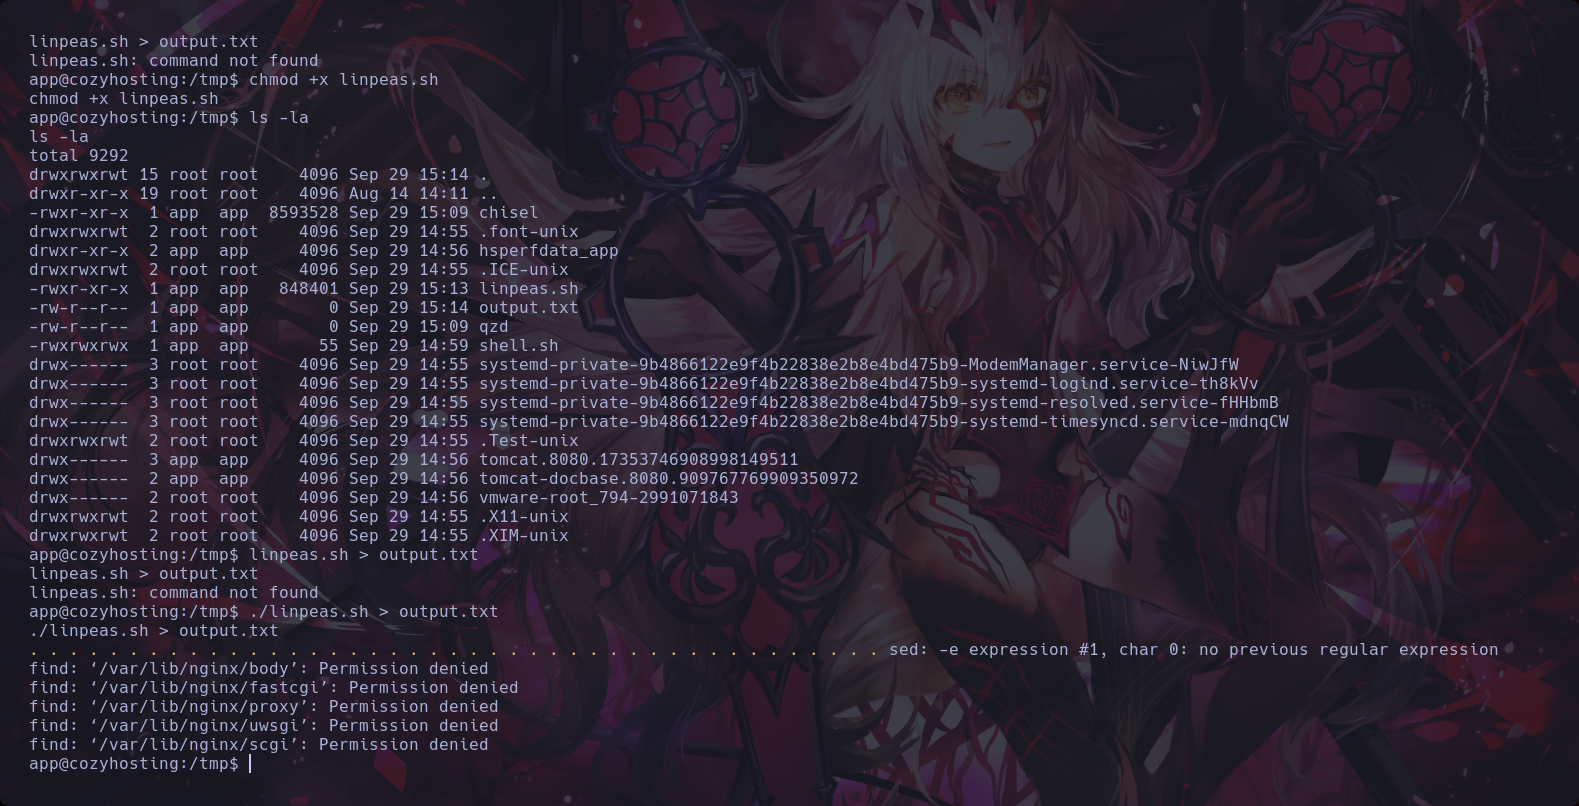 linpeas.sh > output.txt
linpeas.sh: command not found
app@cozyhosting:/tmp$ chmod +x linpeas.sh
chmod +x linpeas.sh
app@cozyhosting:/tmp$ ls -la
ls -la
total 9292
drwxrwxrwt 15 root root    4096 Sep 29 15:14 .
drwxr-xr-x 19 root root    4096 Aug 14 14:11 ..
-rwxr-xr-x  1 app  app  8593528 Sep 29 15:09 chisel
drwxrwxrwt  2 root root    4096 Sep 29 14:55 .font-unix
drwxr-xr-x  2 app  app     4096 Sep 29 14:56 hsperfdata_app
drwxrwxrwt  2 root root    4096 Sep 29 14:55 .ICE-unix
-rwxr-xr-x  1 app  app   848401 Sep 29 15:13 linpeas.sh
-rw-r--r--  1 app  app        0 Sep 29 15:14 output.txt
-rw-r--r--  1 app  app        0 Sep 29 15:09 qzd
-rwxrwxrwx  1 app  app       55 Sep 29 14:59 shell.sh
drwx------  3 root root    4096 Sep 29 14:55 systemd-private-9b4866122e9f4b22838e2b8e4bd475b9-ModemManager.service-NiwJfW
drwx------  3 root root    4096 Sep 29 14:55 systemd-private-9b4866122e9f4b22838e2b8e4bd475b9-systemd-logind.service-th8kVv
drwx------  3 root root    4096 Sep 29 14:55 systemd-private-9b4866122e9f4b22838e2b8e4bd475b9-systemd-resolved.service-fHHbmB
drwx------  3 root root    4096 Sep 29 14:55 systemd-private-9b4866122e9f4b22838e2b8e4bd475b9-systemd-timesyncd.service-mdnqCW
drwxrwxrwt  2 root root    4096 Sep 29 14:55 .Test-unix
drwx------  3 app  app     4096 Sep 29 14:56 tomcat.8080.17353746908998149511
drwx------  2 app  app     4096 Sep 29 14:56 tomcat-docbase.8080.9097677769909350972
drwx------  2 root root    4096 Sep 29 14:56 vmware-root_794-2991071843
drwxrwxrwt  2 root root    4096 Sep 29 14:55 .X11-unix
drwxrwxrwt  2 root root    4096 Sep 29 14:55 .XIM-unix
app@cozyhosting:/tmp$ linpeas.sh > output.txt
linpeas.sh > output.txt
linpeas.sh: command not found
app@cozyhosting:/tmp$ ./linpeas.sh > output.txt
./linpeas.sh > output.txt
. . . . . . . . . . . . . . . . . . . . . . . . . . . . . . . . . . . . . . . . . . . sed: -e expression #1, char 0: no previous regular expression
find: ‘/var/lib/nginx/body’: Permission denied
find: ‘/var/lib/nginx/fastcgi’: Permission denied
find: ‘/var/lib/nginx/proxy’: Permission denied
find: ‘/var/lib/nginx/uwsgi’: Permission denied
find: ‘/var/lib/nginx/scgi’: Permission denied
app@cozyhosting:/tmp$